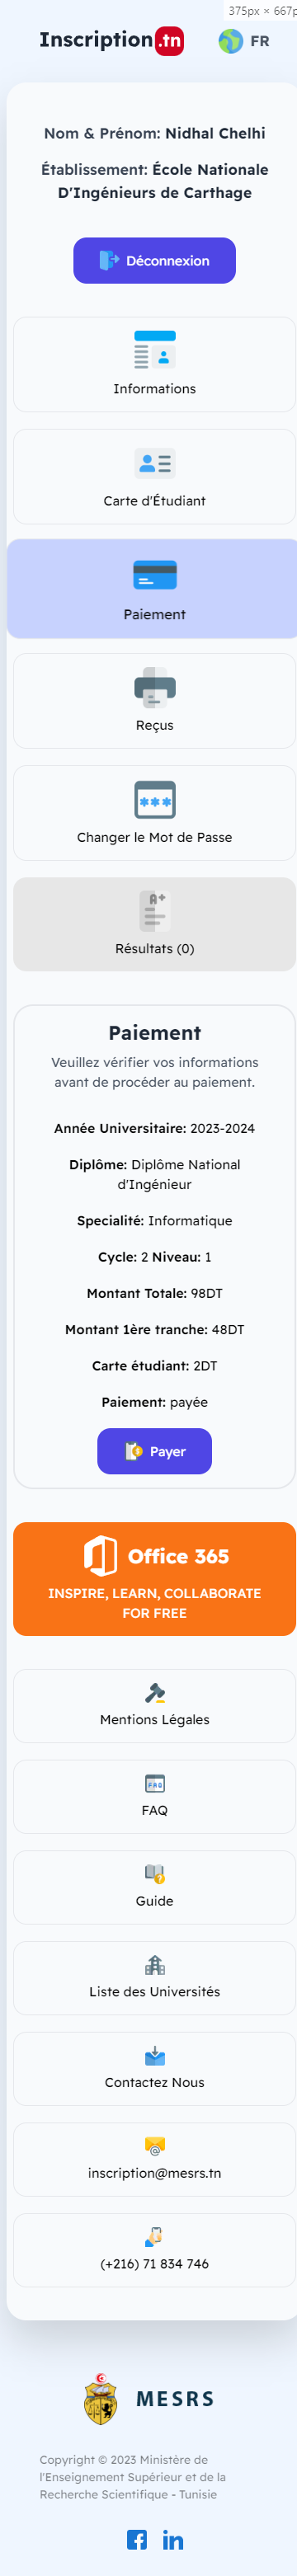 375px × 667p
Inscription.tn
FR
Nom & Prénom: Nidhal Chelhi
Établissement: École Nationale
D'Ingénieurs de Carthage
Déconnexion
Informations
Carte d'Étudiant
Paiement
Reçus
Changer le Mot de Passe
A+
Résultats (0)
Paiement
Veuillez vérifier vos informations
avant de procéder au paiement.
Année Universitaire: 2023-2024
Diplôme: Diplôme National
d'Ingénieur
Specialité: Informatique
Cycle: 2 Niveau: 1
Montant Totale: 98DT
Montant 1ère tranche: 48DT
Carte étudiant: 2DT
Paiement: payée
Payer
Office 365
INSPIRE, LEARN, COLLABORATE
FOR FREE
Mentions Légales
FAQ
FAQ
Guide
Liste des Universités
Contactez Nous
inscription@mesrs.tn
(+216) 71 834 746
MESRS
Copyright © 2023 Ministère de
l'Enseignement Supérieur et de la
Recherche Scientifique - Tunisie